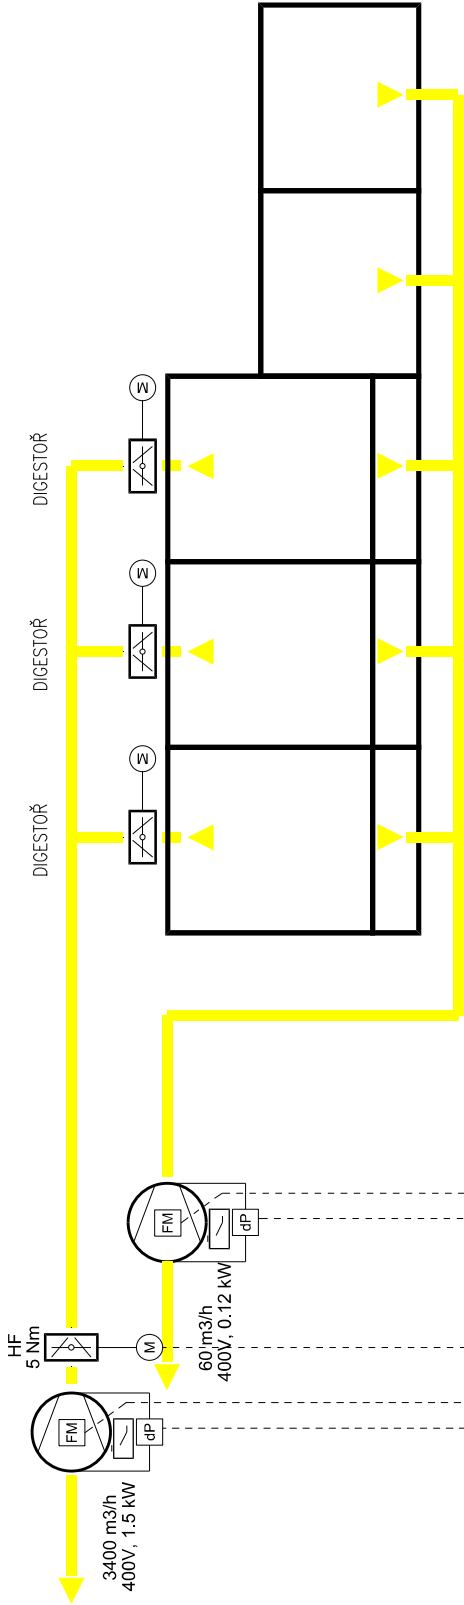 M
DIGESTOŘ
M
DIGESTOŘ
M
DIGESTOŘ
FM
dP
60 m3/h
400V, 0.12 kW
HF
5 Nm
M
FM
dP
3400 m3/h
400V, 1.5 kW